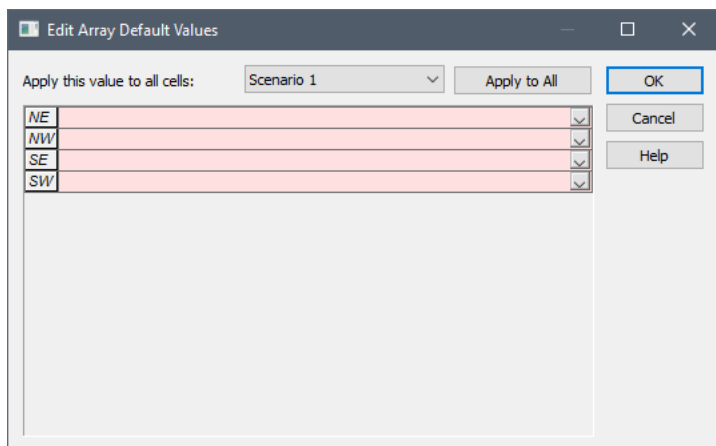 Edit Array Default Values
Apply this value to all cells: Scenario 1 Apply to All OK
NE
Cancel
NW
SE
Help
SW